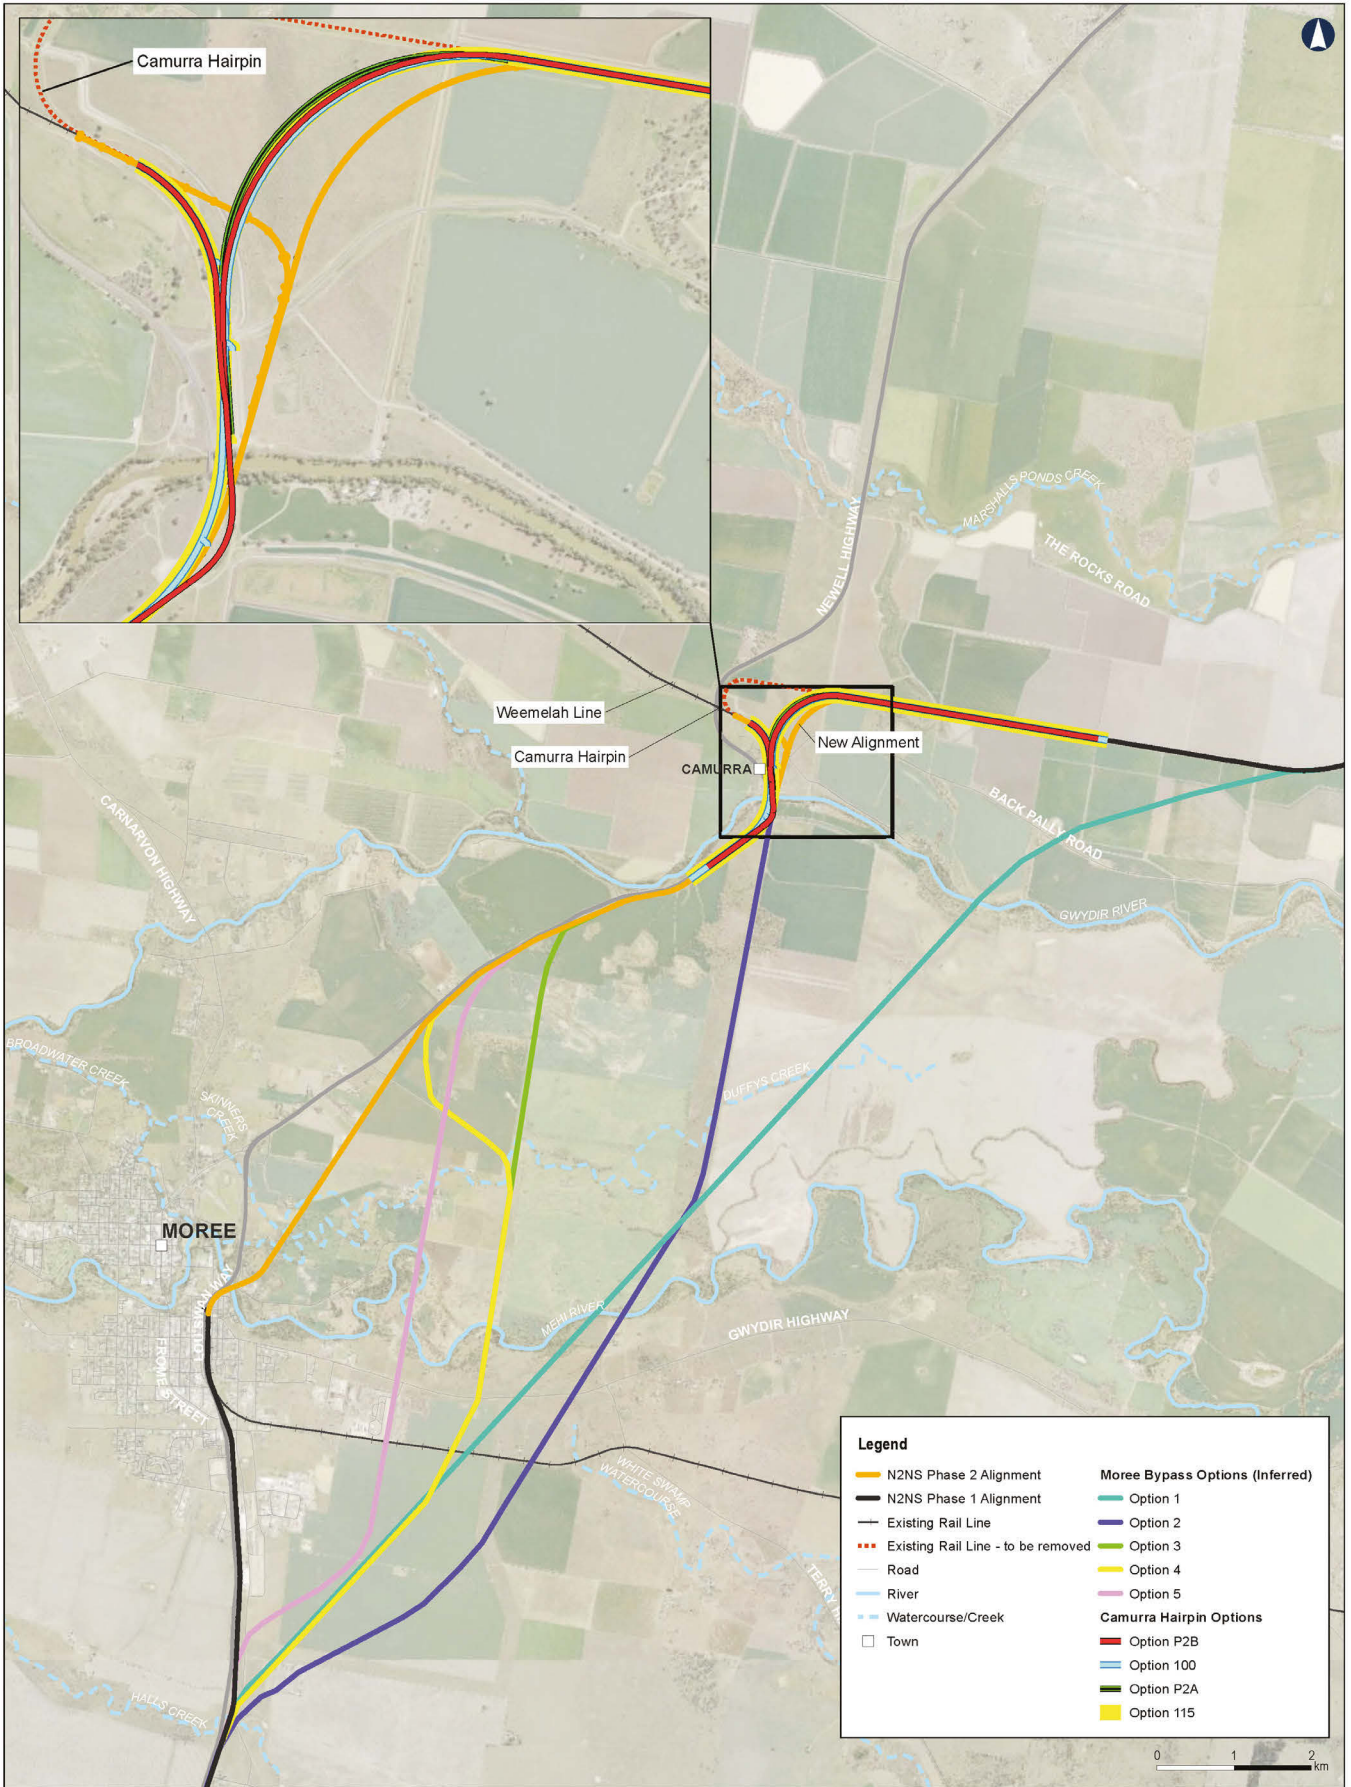 Camurra Hairpin
MARSHALLS PONDS CREEK
THE ROCKS ROAD
NEWELL HIGHWAY
Weemelah Line
Camurra Hairpin
New Alignment
CAMURRA
BACK PALLY ROAD
CARNARVON HIGHWAY
GWYDIR RIVER
BROADWATER CREEK
SKINNERS
CREEK
DUFFYS CREEK
MOREE
MEHI RIVER
GWYDIR HIGHWAY
FROME STREET
WHITE SWAMP
WATERCOURSE
HALLS CREEK
Legend
N2NS Phase 2 Alignment
N2NS Phase 1 Alignment
Existing Rail Line
Existing Rail Line - to be removed
Road
River
Watercourse/Creek
Town
Moree Bypass Options (Inferred)
Option 1
Option 2
Option 3
Option 4
Option 5
Camurra Hairpin Options
Option P2B
Option 100
Option P2A
Option 115
0 1 2
km